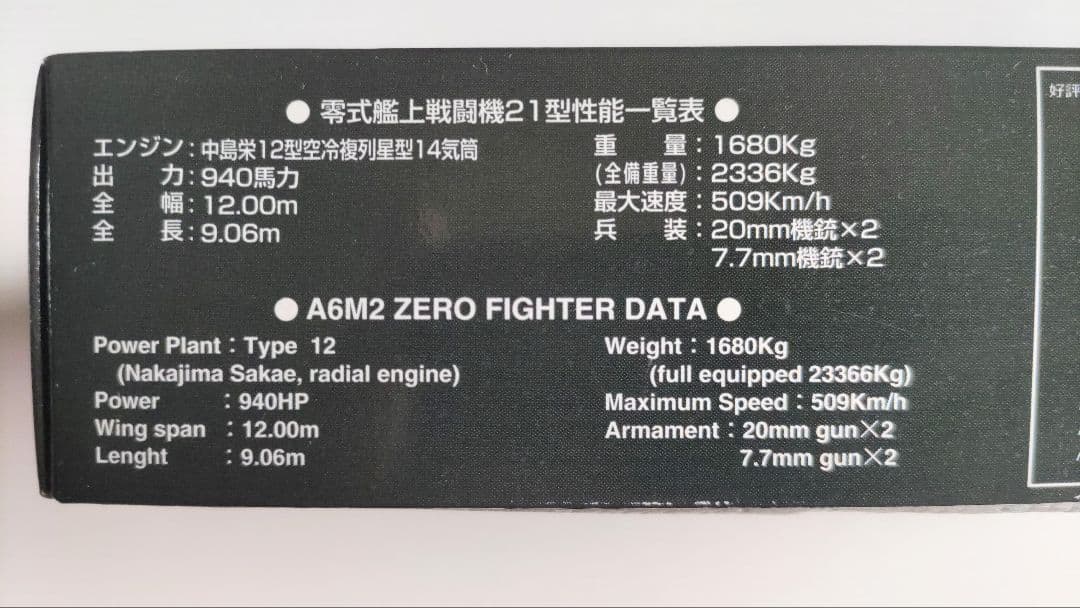 ●零式艦上戦闘機21型性能一覧表●
エンジン：中島栄12型空冷複列星型14気筒
出　力：940馬力
全　幅：12.00m
全　長：9.06m
重　量：1680Kg
(全備重量)：2336Kg
最大速度：509Km/h
兵　装：20mm機銃×2
7.7mm機銃×2
●A6M2 ZERO FIGHTER DATA●
Power Plant：Type 12
(Nakajima Sakae, radial engine)
Power：940HP
Wing span：12.00m
Lenght：9.06m
Weight：1680Kg
(full equipped 23366Kg)
Maximum Speed：509Km/h
Armament：20mm gun×2
7.7mm gun×2
好評